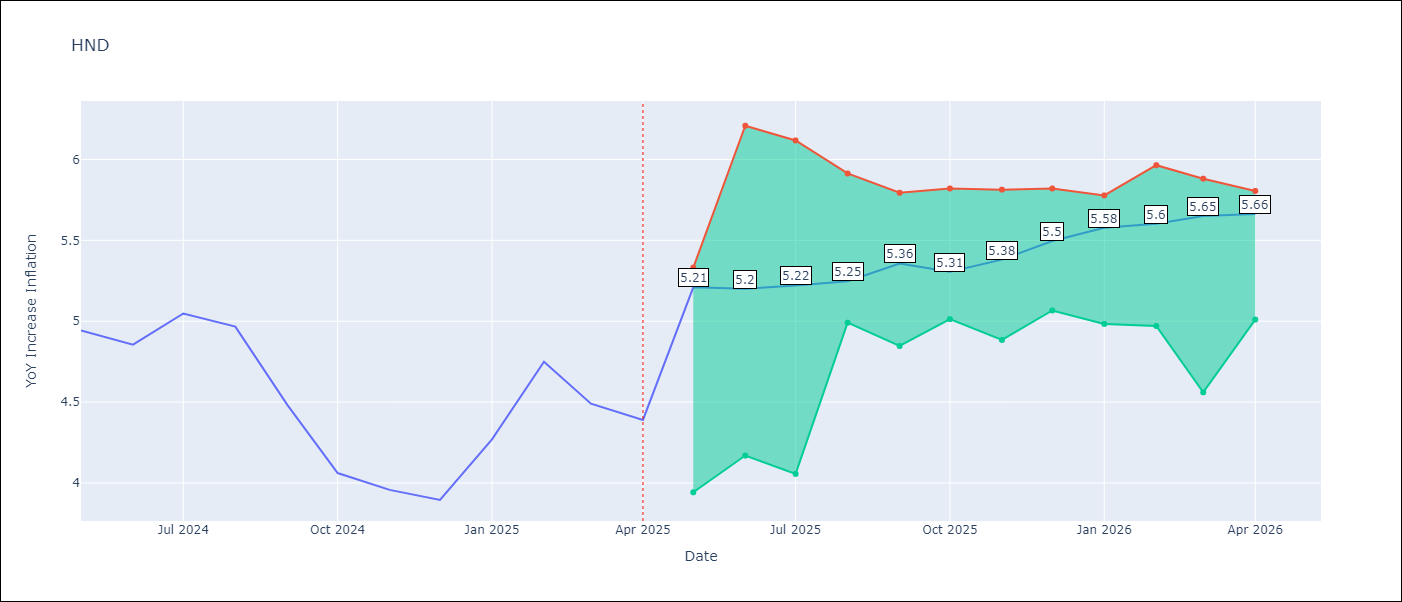 HND
YoY Increase Inflation
6
5.5
5
4.5
4
5.21
5.2
5.22
5.25
5.36
5.31
5.38
5.5
5.58
5.6
5.65
5.66
Jul 2024
Oct 2024
Jan 2025
Apr 2025
Jul 2025
Oct 2025
Jan 2026
Apr 2026
Date